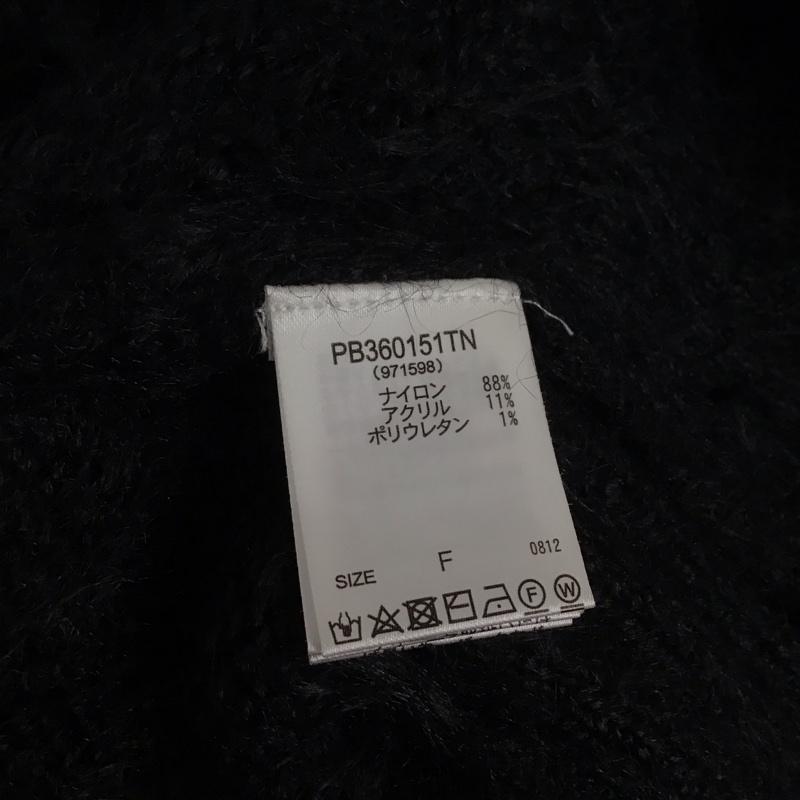 PB360151TN
(971598)
ナイロン 88%
アクリル 11%
ポリウレタン 1%
SIZE F 0812
F W